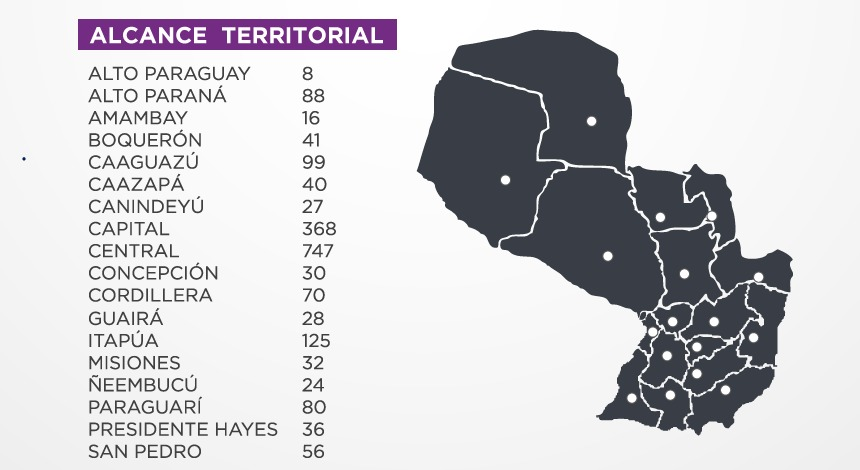 ALCANCE TERRITORIAL
ALTO PARAGUAY 8
ALTO PARANÁ 88
AMAMBAY 16
BOQUERÓN 41
CAAGUAZÚ 99
CAAZAPÁ 40
CANINDEYÚ 27
CAPITAL 368
CENTRAL 747
CONCEPCIÓN 30
CORDILLERA 70
GUAIRÁ 28
ITAPÚA 125
MISIONES 32
ÑEEMBUCÚ 24
PARAGUARÍ 80
PRESIDENTE HAYES 36
SAN PEDRO 56